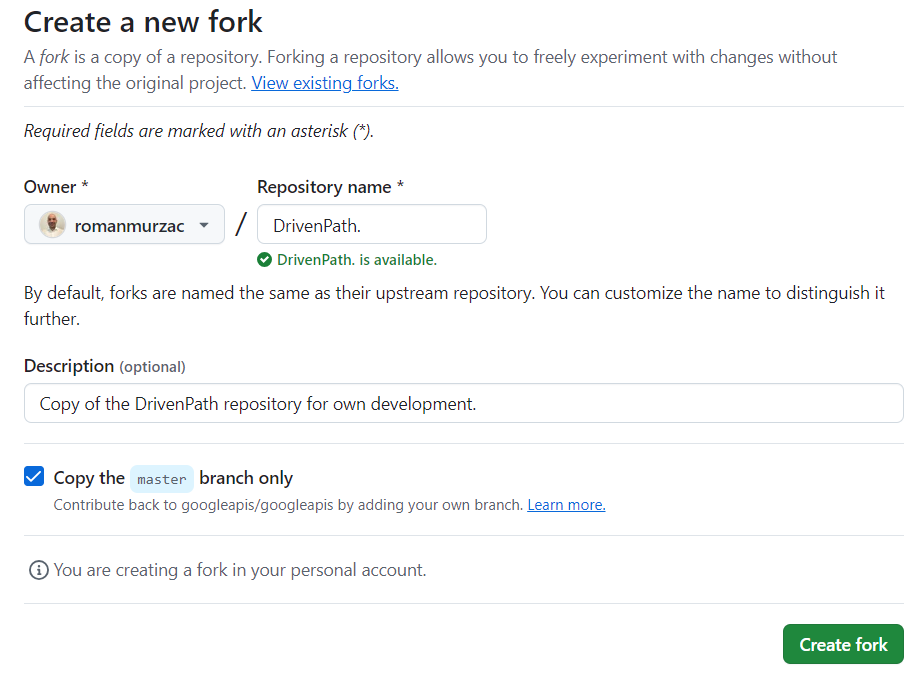 Create a new fork
A fork is a copy of a repository. Forking a repository allows you to freely experiment with changes without
affecting the original project. View existing forks.
Required fields are marked with an asterisk (*).
Owner * Repository name *
romanmurzac / DrivenPath.
DrivenPath. is available.
By default, forks are named the same as their upstream repository. You can customize the name to distinguish it
further.
Description (optional)
Copy of the DrivenPath repository for own development.
Copy the master branch only
Contribute back to googleapis/googleapis by adding your own branch. Learn more.
You are creating a fork in your personal account.
Create fork